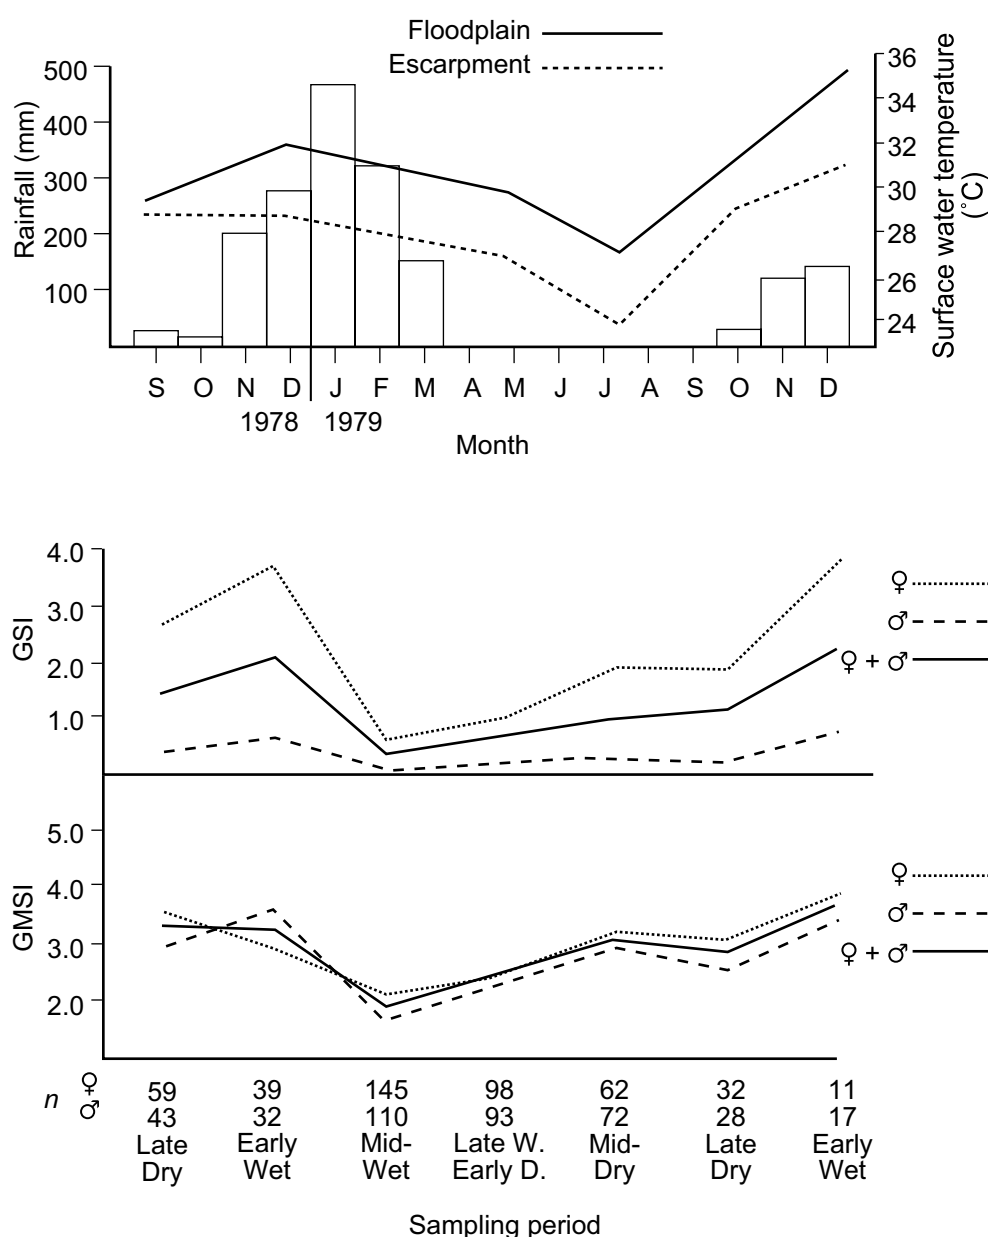 Floodplain
Escarpment
500
400
300
200
100
Rainfall (mm)
36
34
32
30
28
26
24
Surface water temperature
(°C)
S O N D J F M A M J J A S O N D
1978 1979
Month
4.0
3.0
2.0
1.0
GSI
♀
♂
♀ + ♂
5.0
4.0
3.0
2.0
GMSI
♀
♂
♀ + ♂
n ♀ 59 39 145 98 62 32 11
♂ 43 32 110 93 72 28 17
Late Early Mid- Late W. Mid- Late Early
Dry Wet Wet Early D. Dry Dry Wet
Sampling period